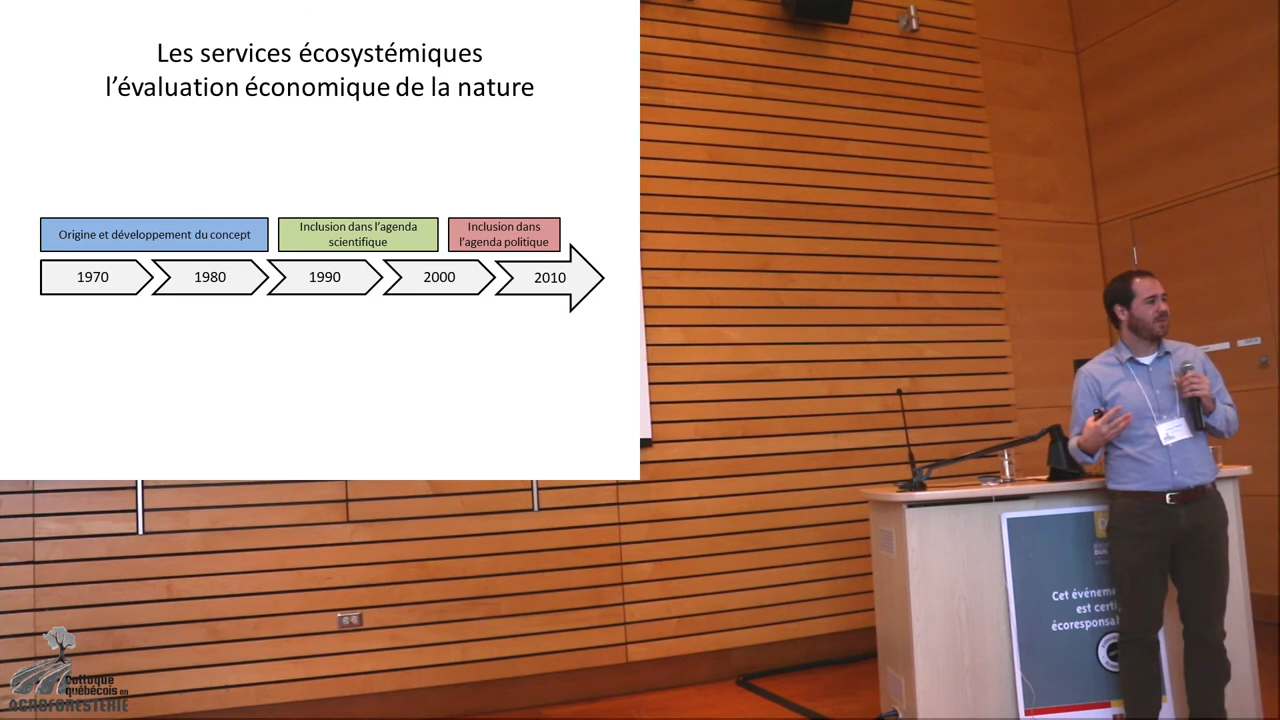 Les services écosystémiques
l’évaluation économique de la nature
Origine et développement du concept
Inclusion dans l’agenda
scientifique
Inclusion dans
l’agenda politique
1970
1980
1990
2000
2010
Cet événeme
est certi
écoresponsa
Colloque
québécois en
AGROFORESTERIE